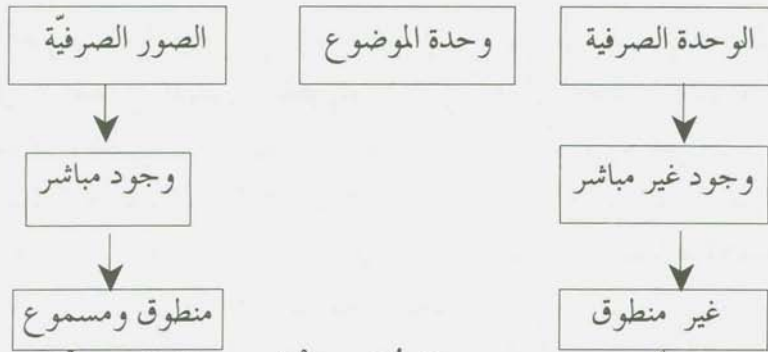 الوحدة الصرفية وحدة الموضوع الصور الصرفيّة
وجود غير مباشر وجود مباشر
غير منطوق منطوق ومسموع